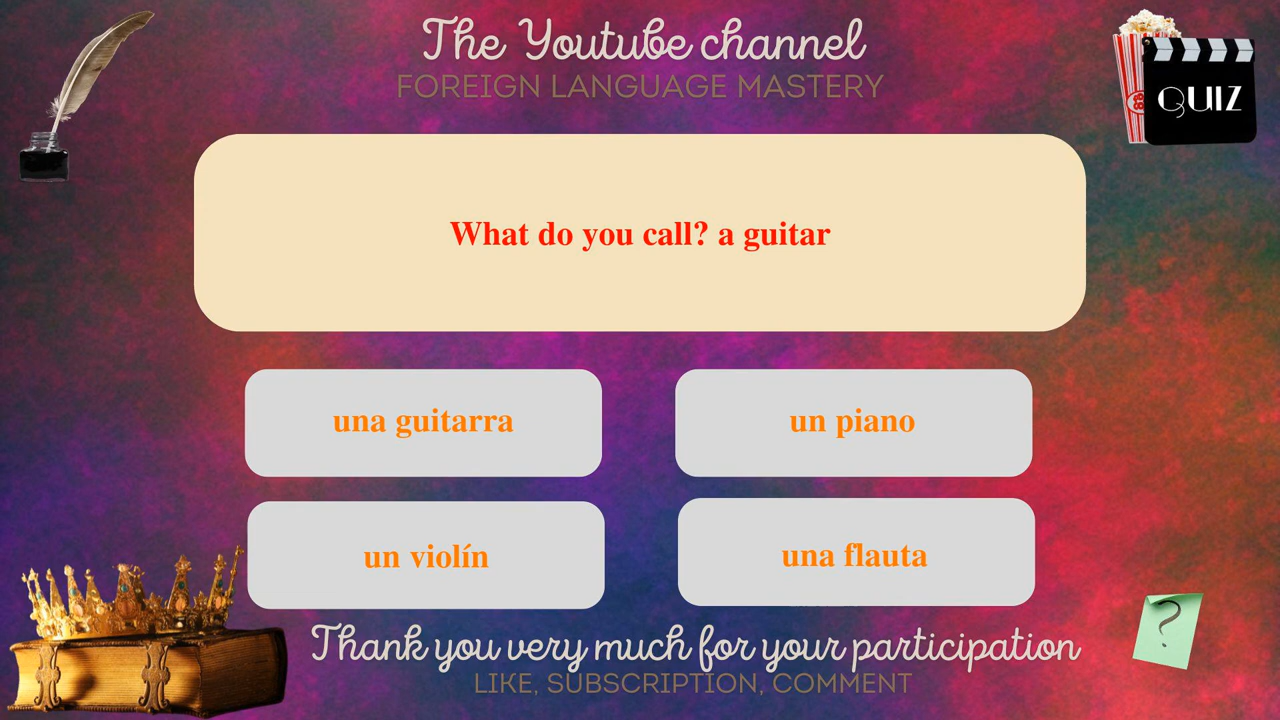 The Youtube channel
FOREIGN LANGUAGE MASTERY
QUIZ
What do you call? a guitar
una guitarra
un piano
un violín
una flauta
Thank you very much for your participation
?
LIKE, SUBSCRIPTION, COMMENT